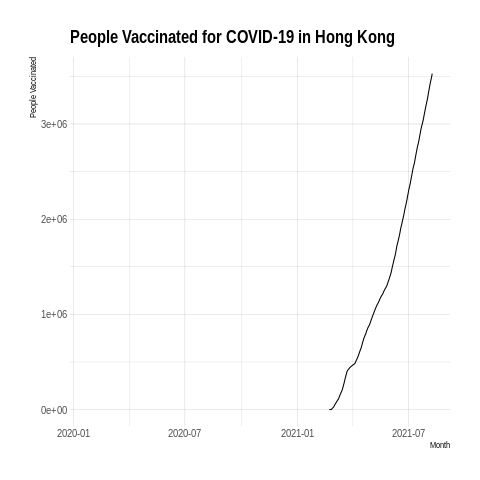 People Vaccinated for COVID-19 in Hong Kong
People Vaccinated
3e+06
2e+06
1e+06
0e+00
2020-01 2020-07 2021-01 2021-07
Month